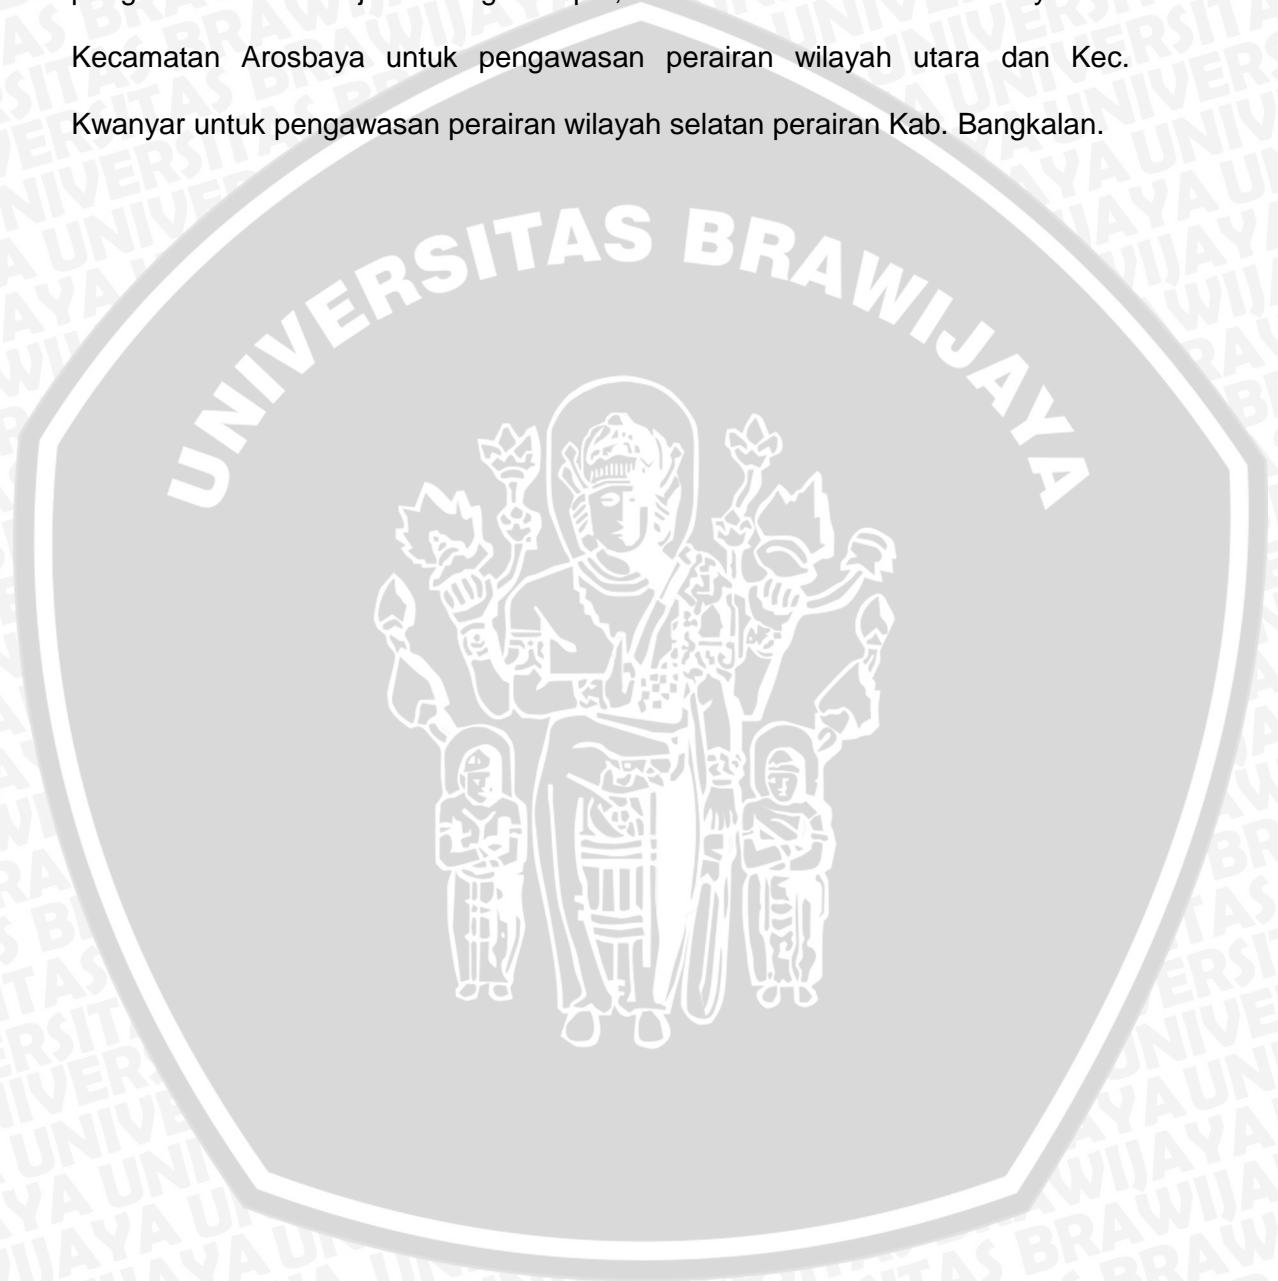 Kecamatan Arosbaya untuk pengawasan perairan wilayah utara dan Kec.
Kwanyar untuk pengawasan perairan wilayah selatan perairan Kab. Bangkalan.
UNIVERSITAS BRAWIJAYA